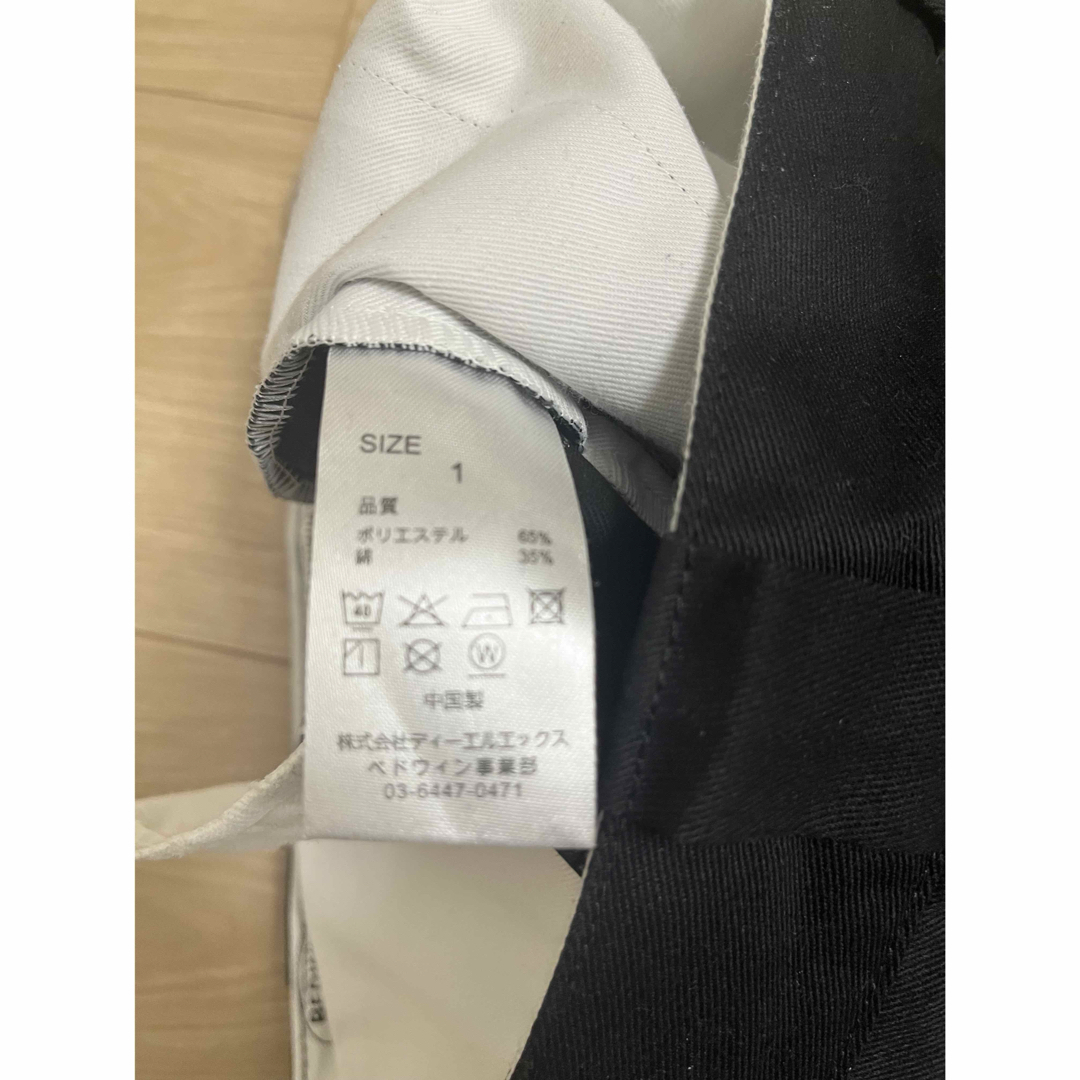 SIZE
1
品質
ポリエステル 65%
綿 35%
40
W
中国製
株式会社ディーエルエックス
ベドウィン事業部
03-6447-0471